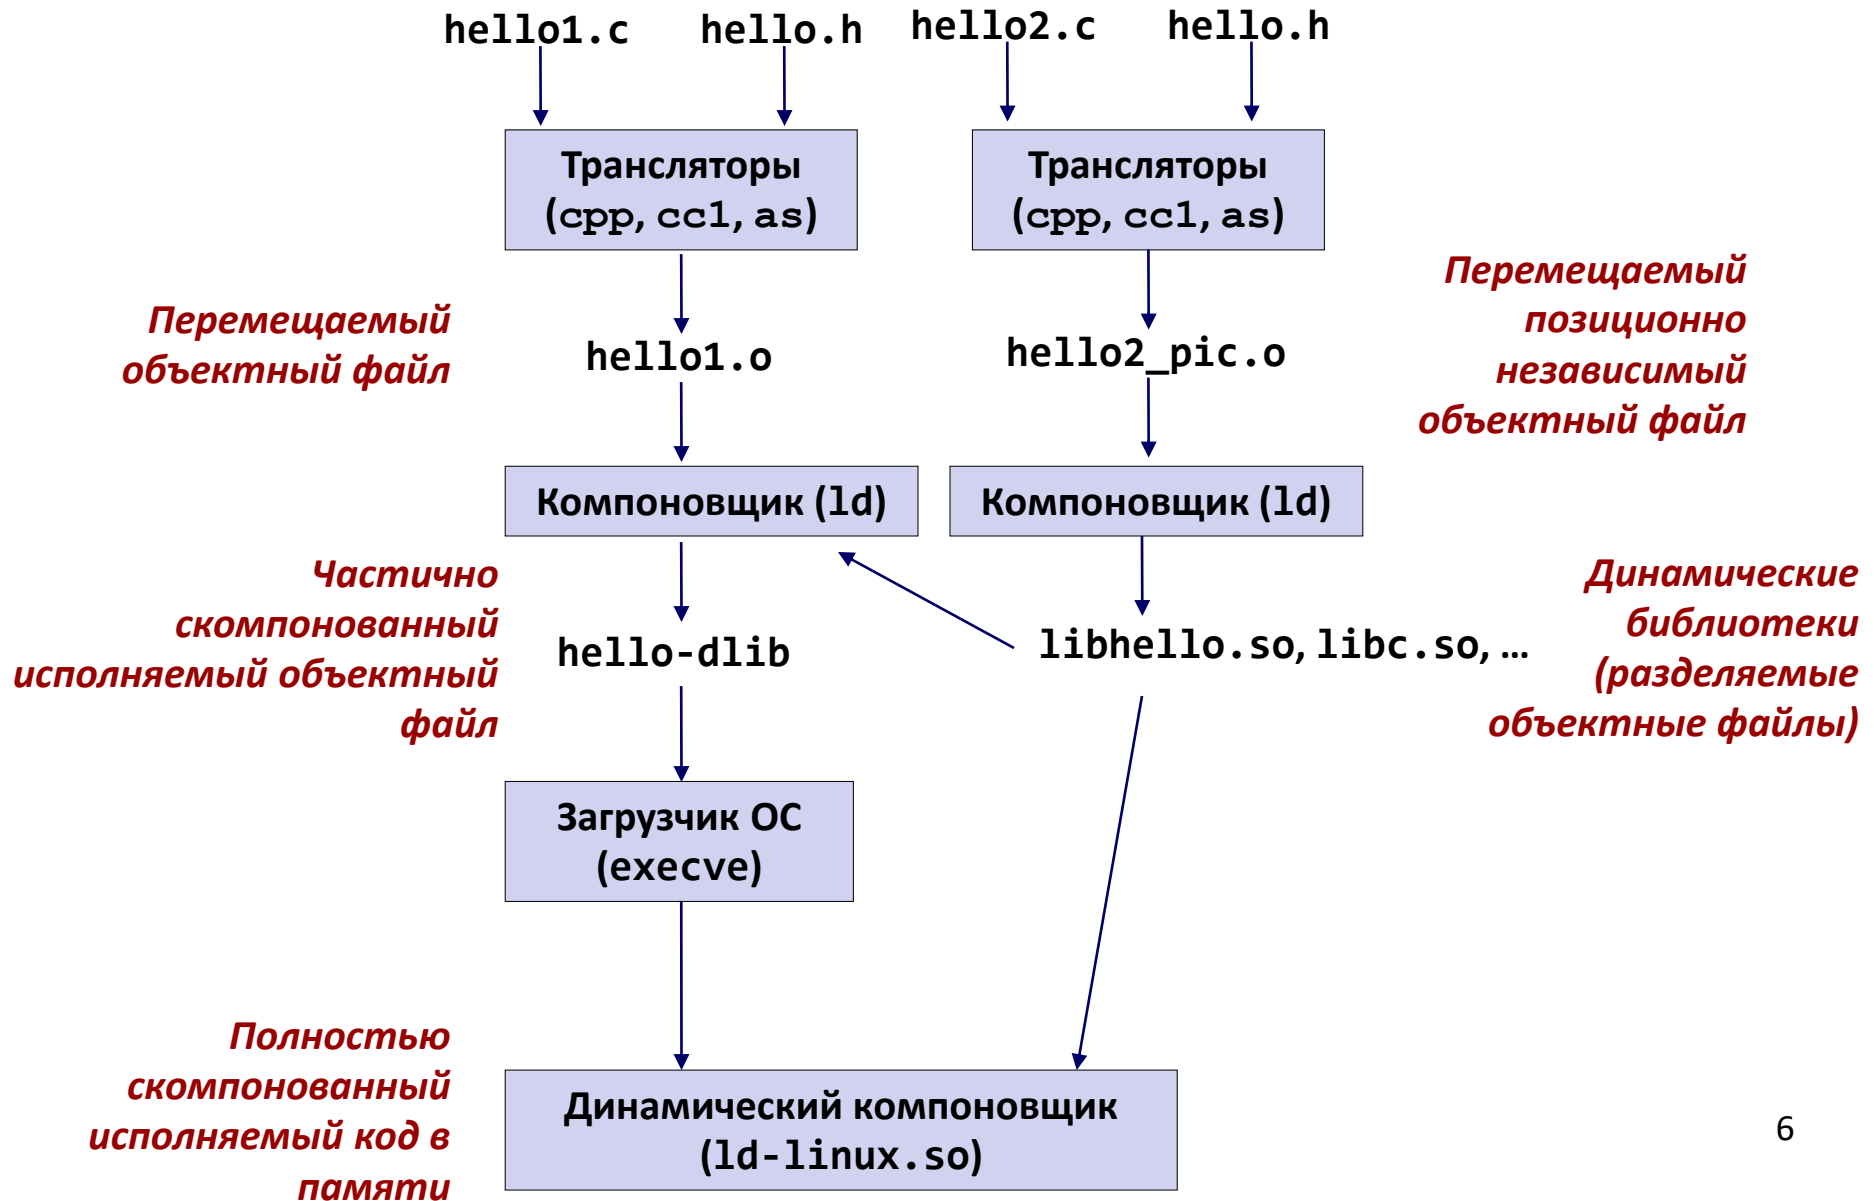 hello1.c hello.h hello2.c hello.h
Трансляторы
(cpp, cc1, as)
Трансляторы
(cpp, cc1, as)
Перемещаемый
объектный файл
hello1.o
hello2_pic.o
Перемещаемый
позиционно
независимый
объектный файл
Компоновщик (ld)
Компоновщик (ld)
Частично
скомпонованный
исполняемый объектный
файл
hello-dlib
libhello.so, libc.so, …
Динамические
библиотеки
(разделяемые
объектные файлы)
Загрузчик ОС
(execve)
Полностью
скомпонованный
исполняемый код в
памяти
Динамический компоновщик
(ld-linux.so)
6